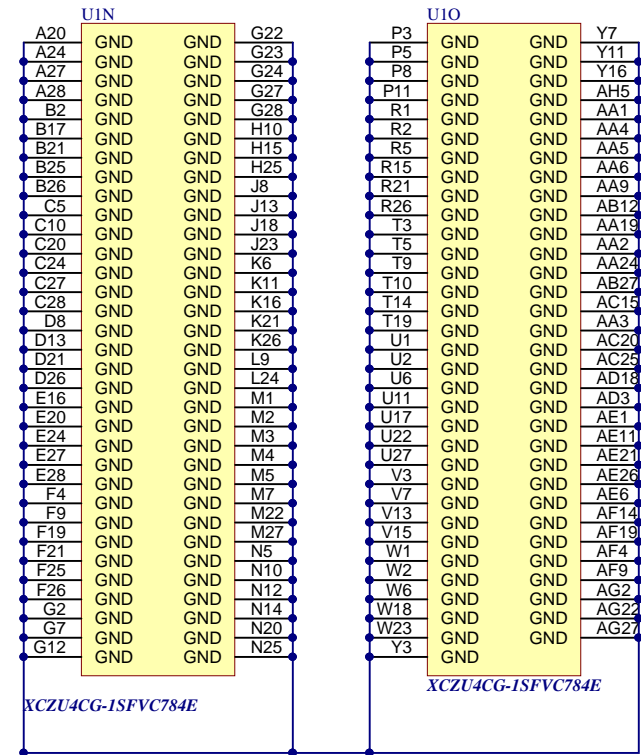 U1N
A20 GND GND G22
A24 GND GND G23
A27 GND GND G24
A28 GND GND G27
B2 GND GND G28
B17 GND GND H10
B21 GND GND H15
B25 GND GND H25
B26 GND GND J8
C5 GND GND J13
C10 GND GND J18
C20 GND GND J23
C24 GND GND K6
C27 GND GND K11
C28 GND GND K16
D8 GND GND K21
D13 GND GND K26
D21 GND GND L9
D26 GND GND L24
E16 GND GND M1
E20 GND GND M2
E24 GND GND M3
E27 GND GND M4
E28 GND GND M5
F4 GND GND M7
F9 GND GND M22
F19 GND GND M27
F21 GND GND N5
F25 GND GND N10
F26 GND GND N12
G2 GND GND N14
G7 GND GND N20
G12 GND GND N25
XCZU4CG-1SFVC784E
U1O
P3 GND GND Y7
P5 GND GND Y11
P8 GND GND Y16
P11 GND GND AH5
R1 GND GND AA1
R2 GND GND AA4
R5 GND GND AA5
R15 GND GND AA6
R21 GND GND AA9
R26 GND GND AB12
T3 GND GND AA19
T5 GND GND AA2
T9 GND GND AA24
T10 GND GND AB27
T14 GND GND AC15
T19 GND GND AA3
U1 GND GND AC20
U2 GND GND AC25
U6 GND GND AD18
U11 GND GND AD3
U17 GND GND AE1
U22 GND GND AE11
U27 GND GND AE21
V3 GND GND AE26
V7 GND GND AE6
V13 GND GND AF14
V15 GND GND AF19
W1 GND GND AF4
W2 GND GND AF9
W6 GND GND AG2
W18 GND GND AG22
W23 GND GND AG27
Y3 GND
XCZU4CG-1SFVC784E